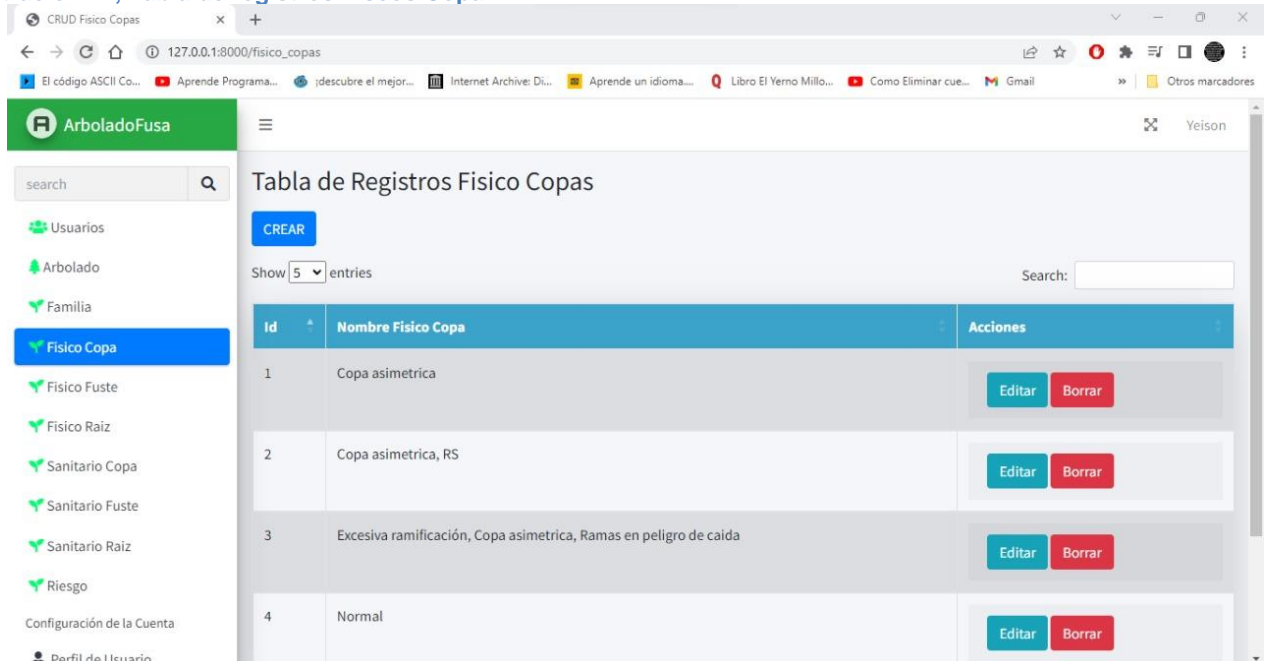 CRUD Fisico Copas
127.0.0.1:8000/fisico_copas
El código ASCII Co... Aprende Programa... ¡descubre el mejor... Internet Archive: Di... Aprende un idioma.... Libro El Yerno Millo... Como Eliminar cue... Gmail » Otros marcadores
ArboladoFusa
Yeison
search
Usuarios
Arbolado
Familia
Fisico Copa
Fisico Fuste
Fisico Raiz
Sanitario Copa
Sanitario Fuste
Sanitario Raiz
Riesgo
Configuración de la Cuenta
Perfil de Usuario
Tabla de Registros Fisico Copas
CREAR
Show 5 entries
Search:
Id Nombre Fisico Copa Acciones
1 Copa asimetrica Editar Borrar
2 Copa asimetrica, RS Editar Borrar
3 Excesiva ramificación, Copa asimetrica, Ramas en peligro de caida Editar Borrar
4 Normal Editar Borrar